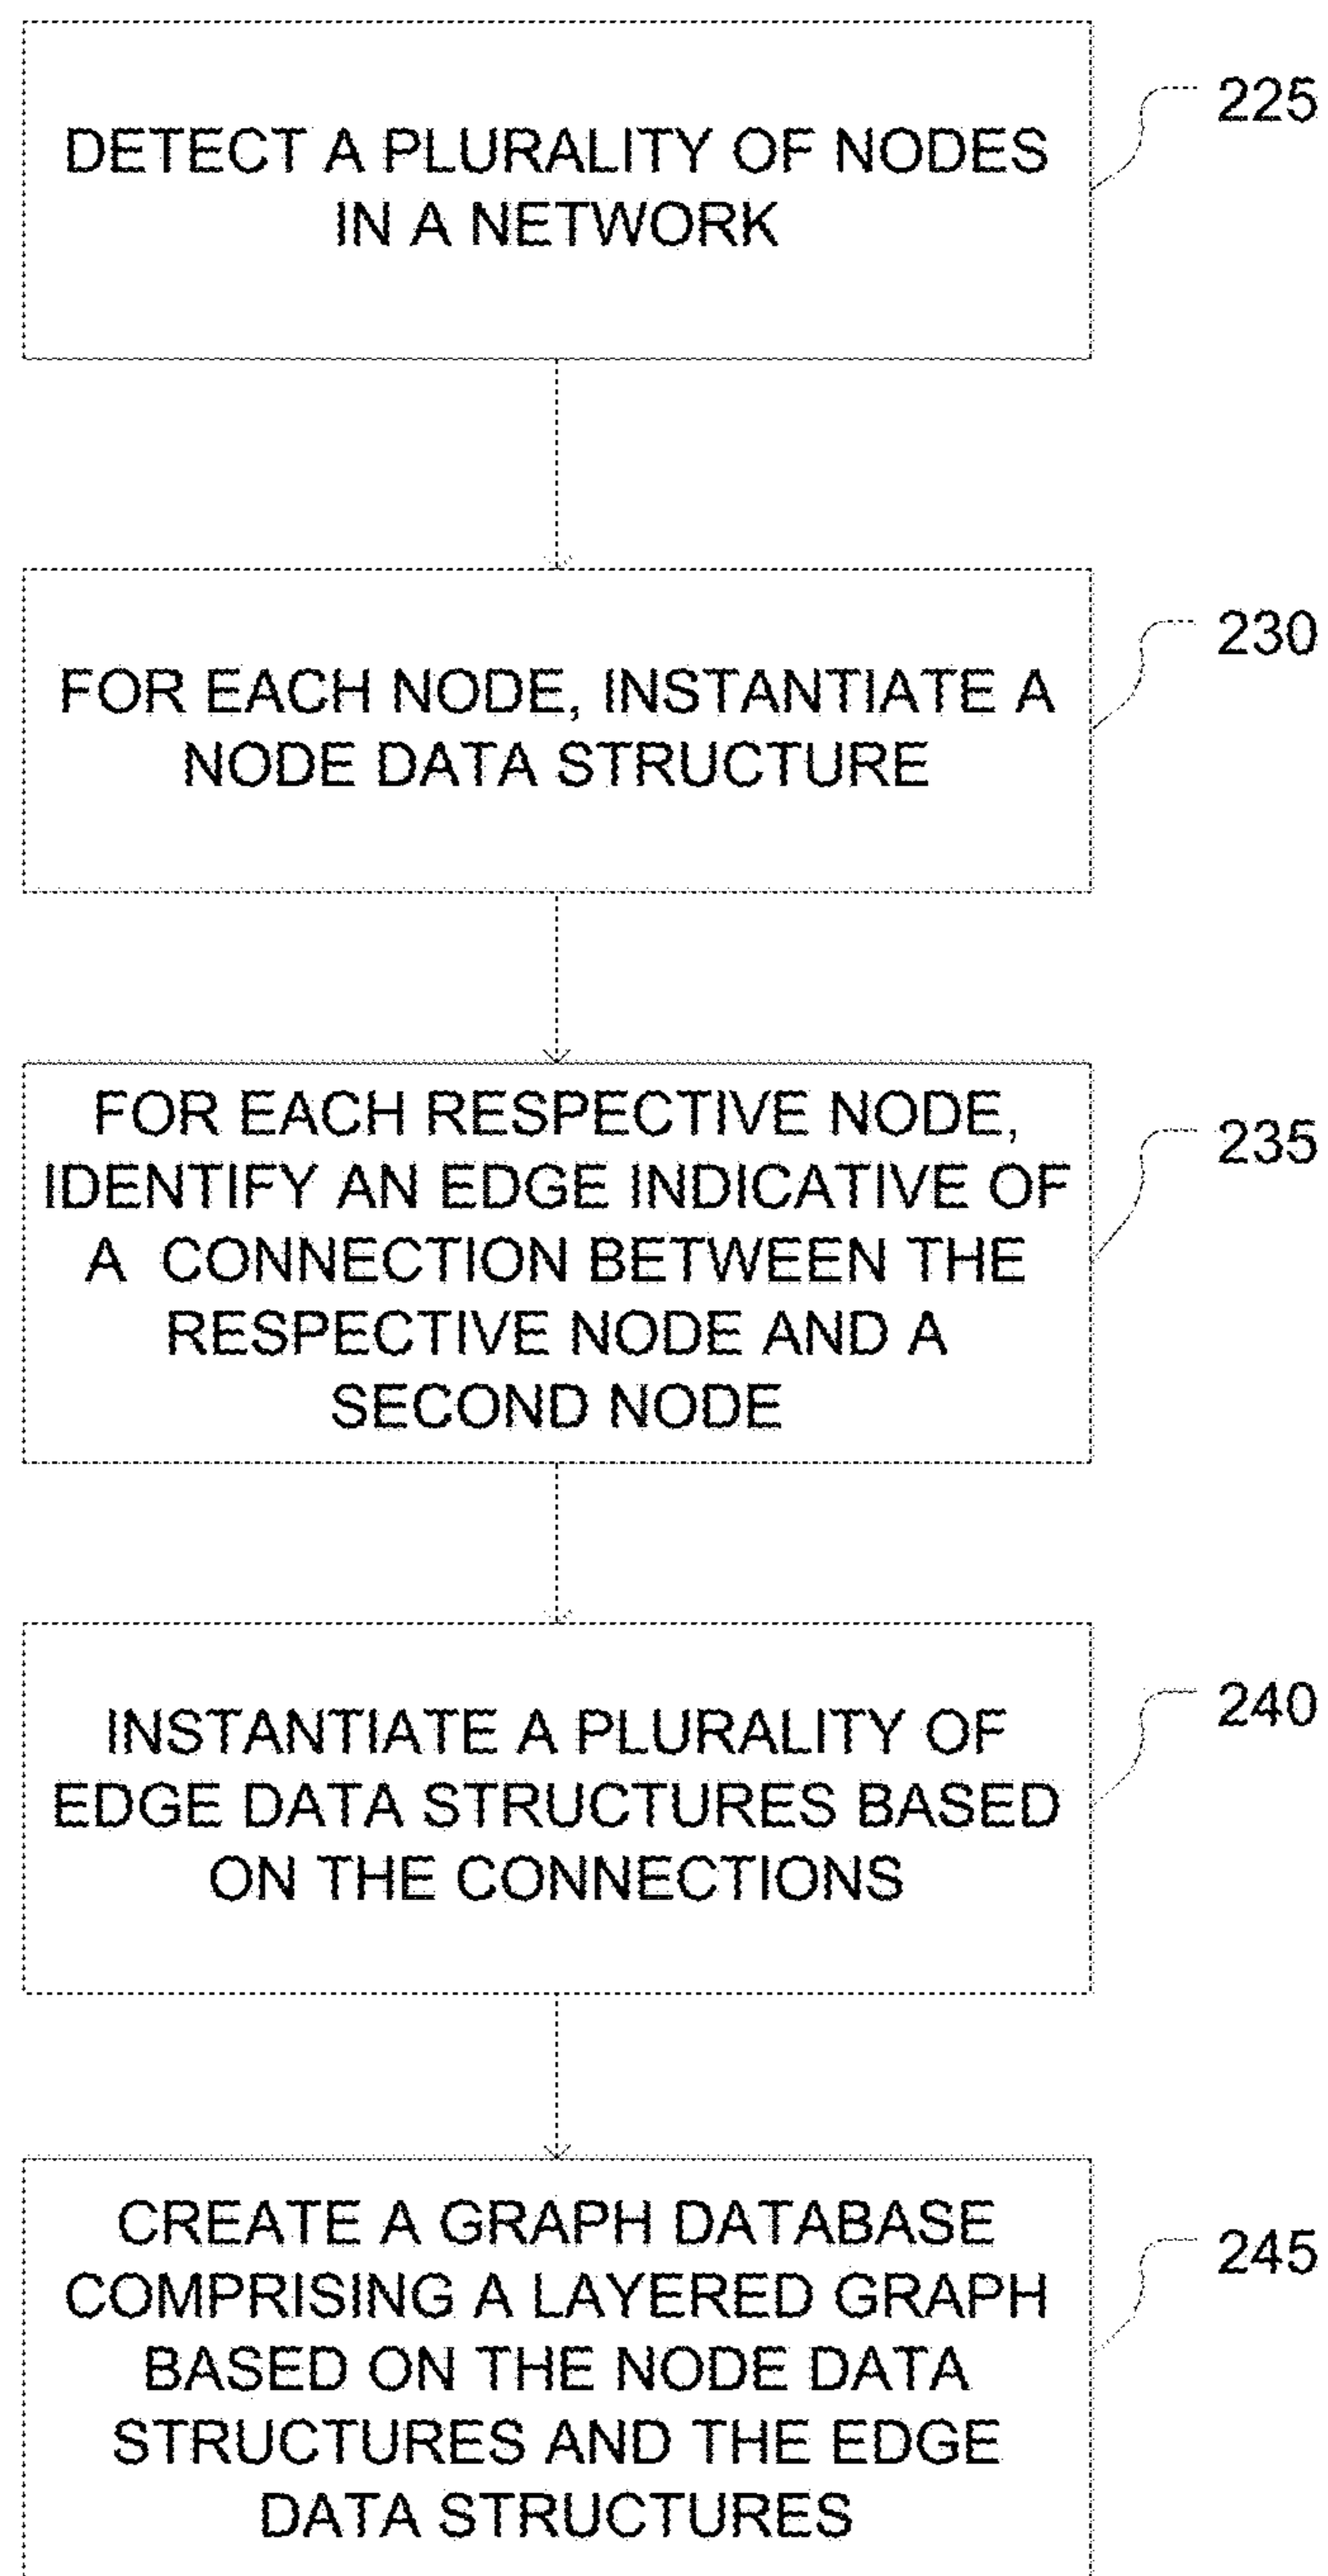 DETECT A PLURALITY OF NODES
IN A NETWORK
225
FOR EACH NODE, INSTANTIATE A
NODE DATA STRUCTURE
230
FOR EACH RESPECTIVE NODE,
IDENTIFY AN EDGE INDICATIVE OF
A CONNECTION BETWEEN THE
RESPECTIVE NODE AND A
SECOND NODE
235
INSTANTIATE A PLURALITY OF
EDGE DATA STRUCTURES BASED
ON THE CONNECTIONS
240
CREATE A GRAPH DATABASE
COMPRISING A LAYERED GRAPH
BASED ON THE NODE DATA
STRUCTURES AND THE EDGE
DATA STRUCTURES
245